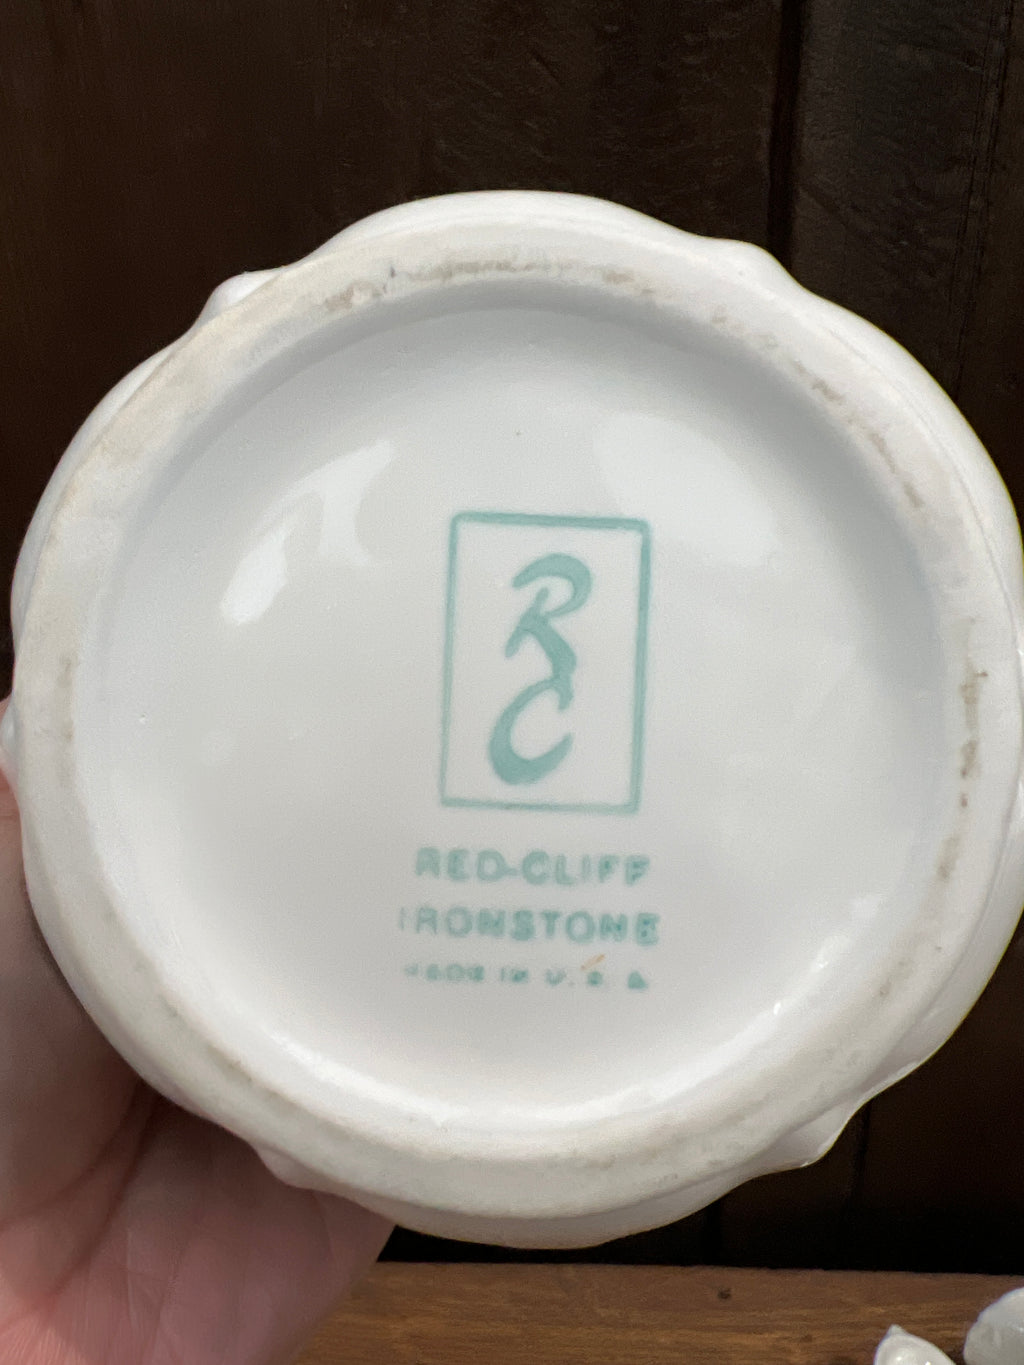 RC
RED-CLIFF
IRONSTONE
MADE IN U.S.A.